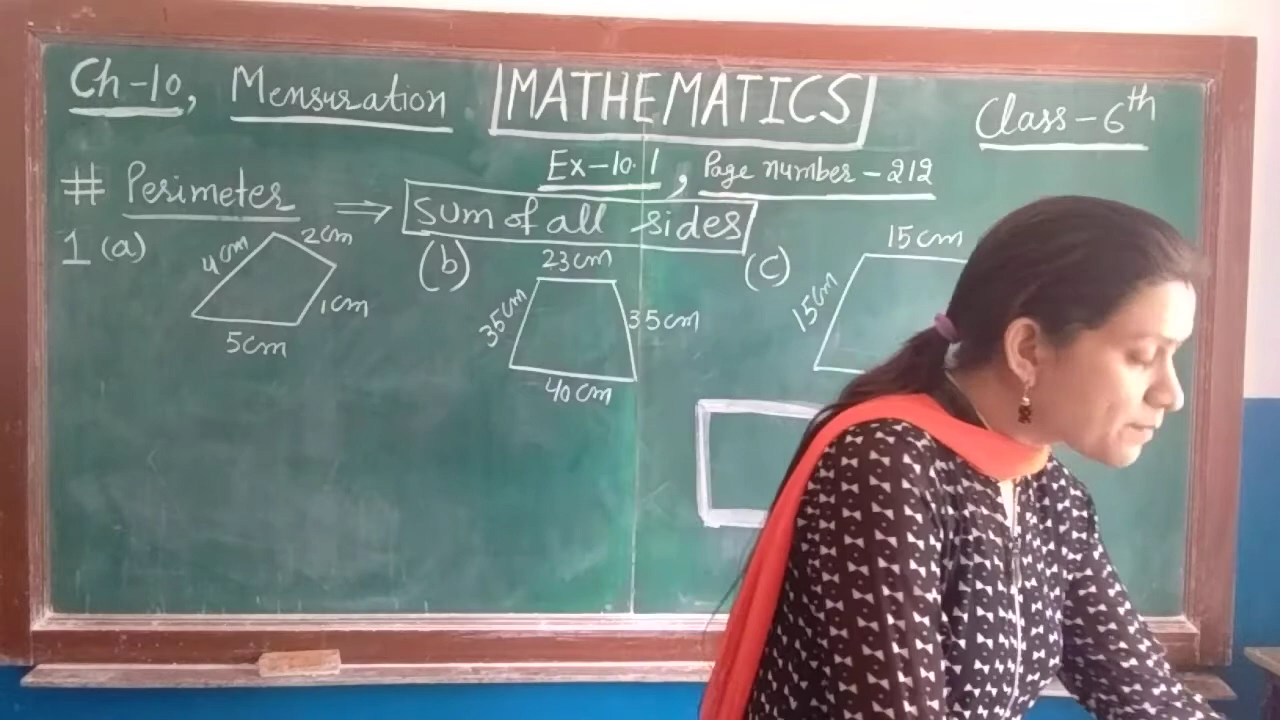 Ch-10, Mensuration
MATHEMATICS
Class-6th
Ex-10.1, Page number-212
# Perimeter ⇒ sum of all sides
1 (a)
4cm
2cm
1cm
5cm
(b)
23cm
35cm
35cm
40cm
(c)
15cm
15cm